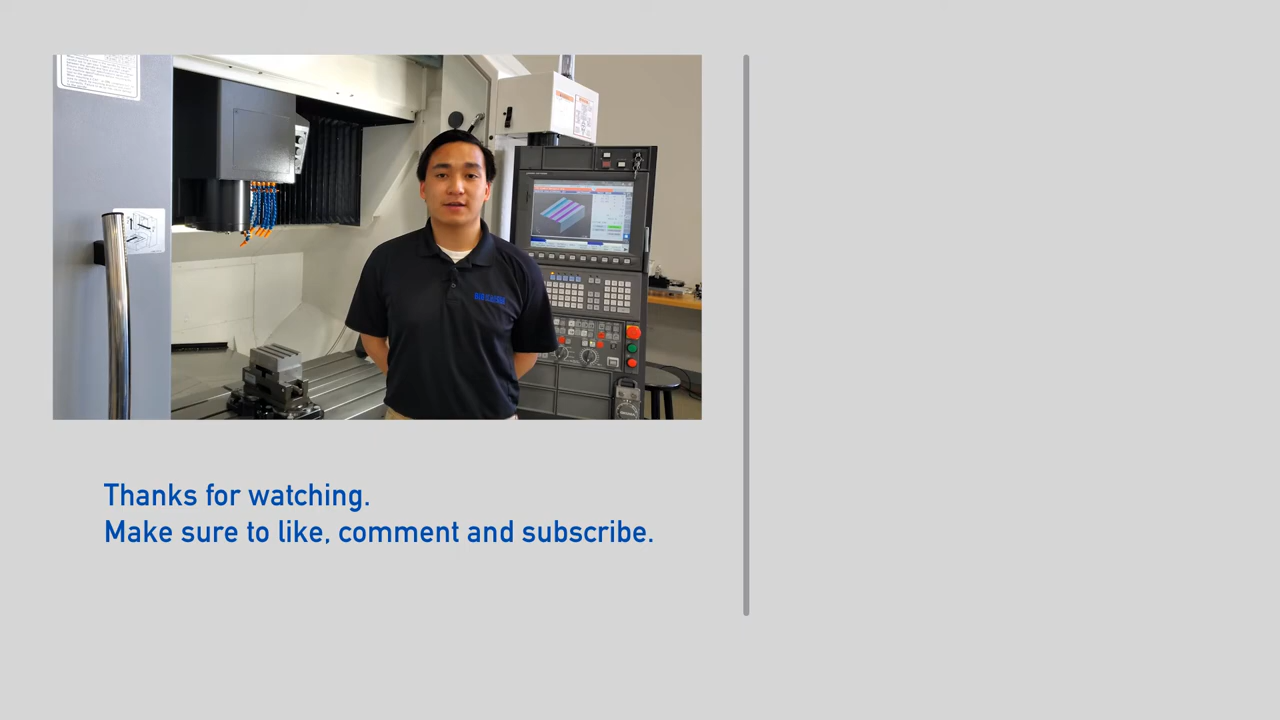 Thanks for watching.
Make sure to like, comment and subscribe.